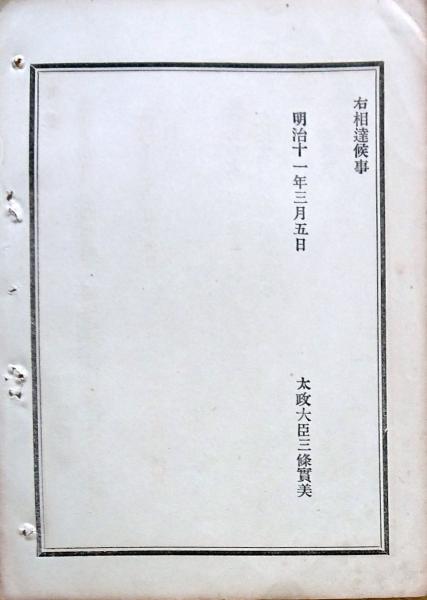 右相達候事
明治十一年三月五日
太政大臣三條實美